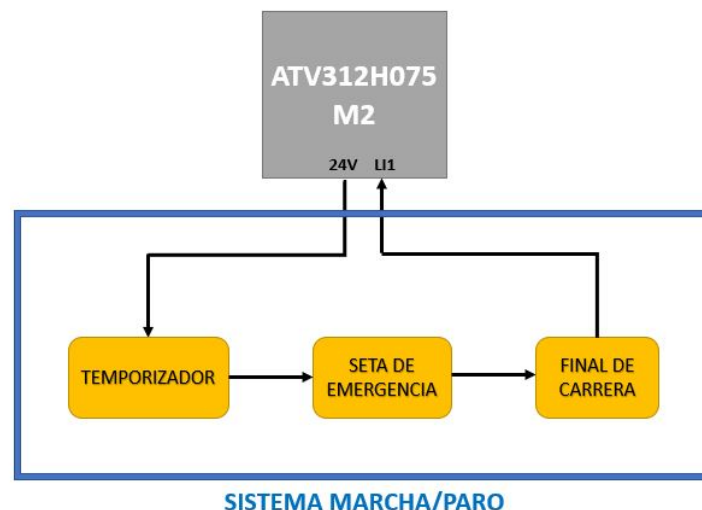 ATV312H075
M2
24V LI1
TEMPORIZADOR
SETA DE
EMERGENCIA
FINAL DE
CARRERA
SISTEMA MARCHA/PARO